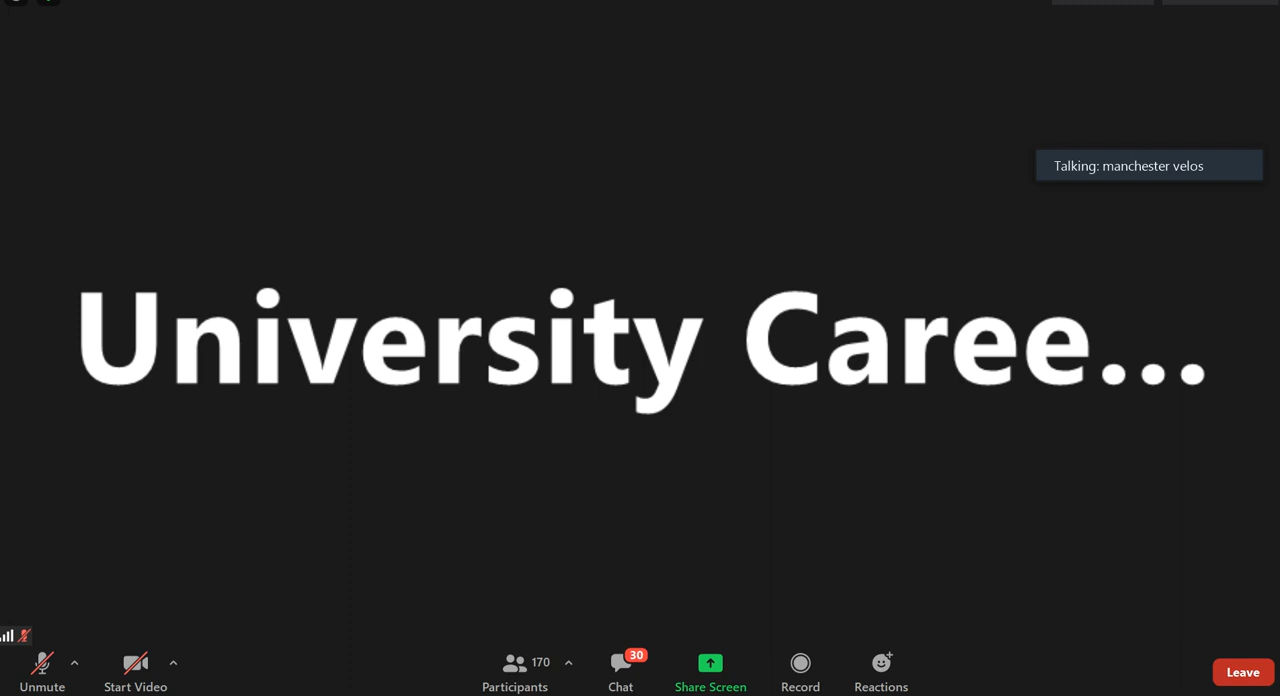 Talking: manchester velos
University Caree...
170
30
Unmute
Start Video
Participants
Chat
Share Screen
Record
Reactions
Leave